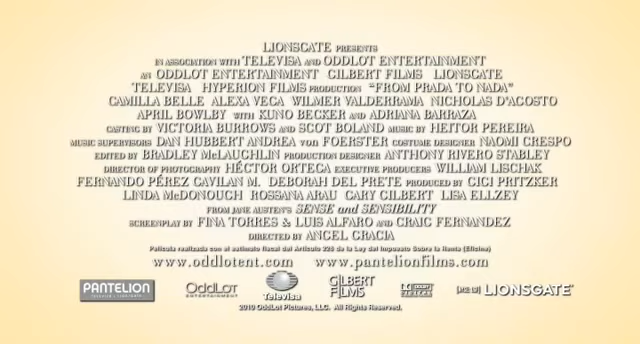 LIONSGATE PRESENTS
IN ASSOCIATION WITH TELEVISA AND ODDLOT ENTERTAINMENT
AN ODDLOT ENTERTAINMENT GILBERT FILMS LIONSGATE
TELEVISA HYPERION FILMS PRODUCTION "FROM PRADA TO NADA"
CAMILLA BELLE ALEXA VEGA WILMER VALDERRAMA NICHOLAS D'AGOSTO
APRIL BOWLBY WITH KUNO BECKER AND ADRIANA BARRAZA
CASTING BY VICTORIA BURROWS AND SCOT BOLAND MUSIC BY HEITOR PEREIRA
MUSIC SUPERVISORS DAN HUBBERT ANDREA von FOERSTER COSTUME DESIGNER NAOMI CRESPO
EDITED BY BRADLEY McLAUGHLIN PRODUCTION DESIGNER ANTHONY RIVERO STABLEY
DIRECTOR OF PHOTOGRAPHY HÉCTOR ORTEGA EXECUTIVE PRODUCERS WILLIAM LISCHAK
FERNANDO PÉREZ GAVILAN M. DEBORAH DEL PRETE PRODUCED BY GIGI PRITZKER
LINDA McDONOUGH ROSSANA ARAU GARY GILBERT LISA ELLZEY
FROM JANE AUSTEN'S SENSE and SENSIBILITY
SCREENPLAY BY FINA TORRES & LUIS ALFARO AND CRAIG FERNANDEZ
DIRECTED BY ANGEL GRACIA
Película realizada con el estímulo fiscal del Artículo 226 de la Ley del Impuesto Sobre la Renta (Eficine)
www.oddlotent.com www.pantelionfilms.com
PANTELION OddLot ENTERTAINMENT Televisa GILBERT FILMS DOLBY DIGITAL LIONSGATE
2010 OddLot Pictures, LLC. All Rights Reserved.